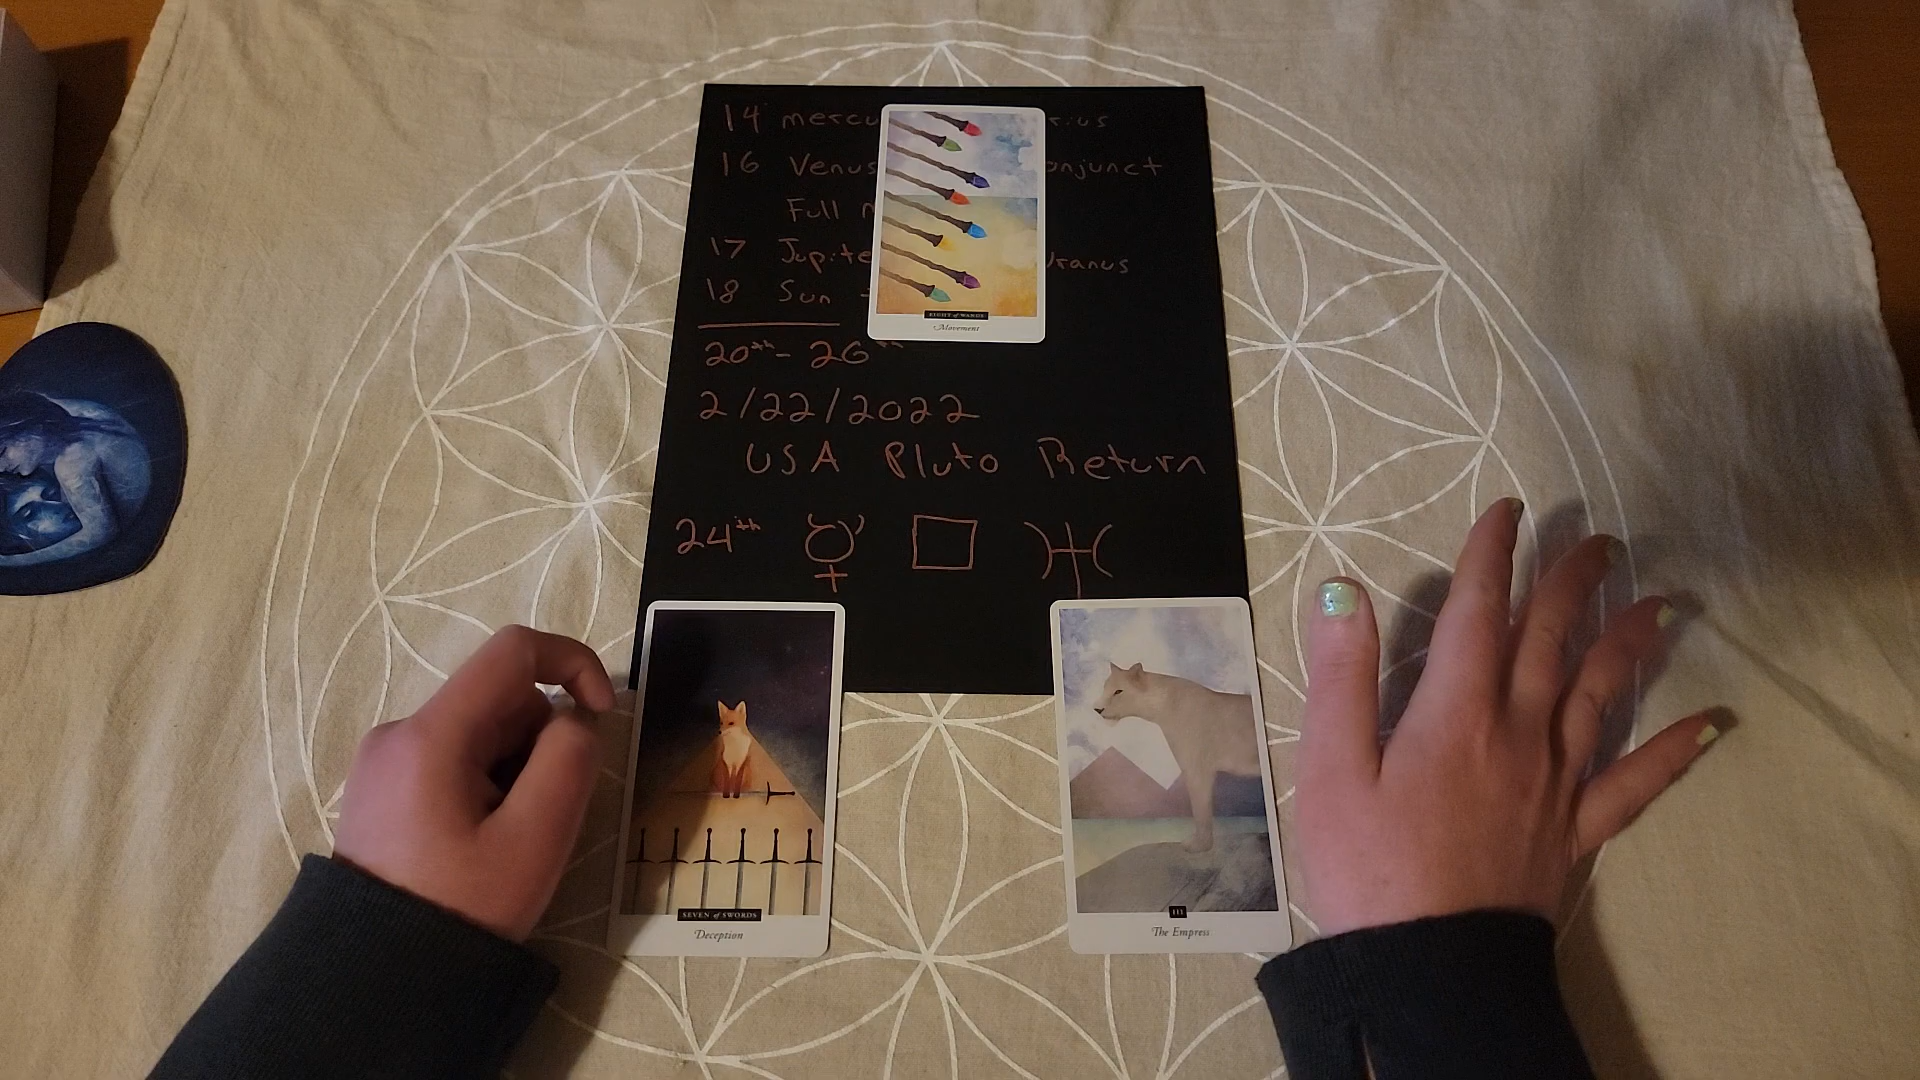 14 mercu rius
16 Venus onjunct
Full
17 Jupite Uranus
18 Sun
20th - 26th
2/22/2022
USA Pluto Return
24th ☿ □ ♅
EIGHT of WANDS
Movement
SEVEN of SWORDS
Deception
III
The Empress